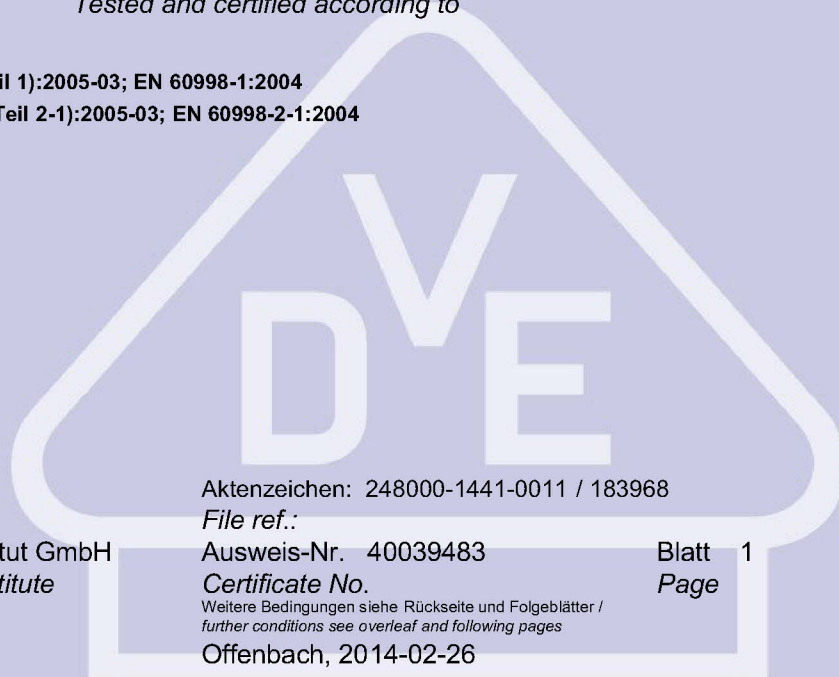 Tested and certified according to
il 1):2005-03; EN 60998-1:2004
Teil 2-1):2005-03; EN 60998-2-1:2004
DVE
Aktenzeichen: 248000-1441-0011 / 183968
File ref.:
tut GmbH Ausweis-Nr. 40039483 Blatt 1
titute Certificate No. Page
Weitere Bedingungen siehe Rückseite und Folgeblätter /
further conditions see overleaf and following pages
Offenbach, 2014-02-26